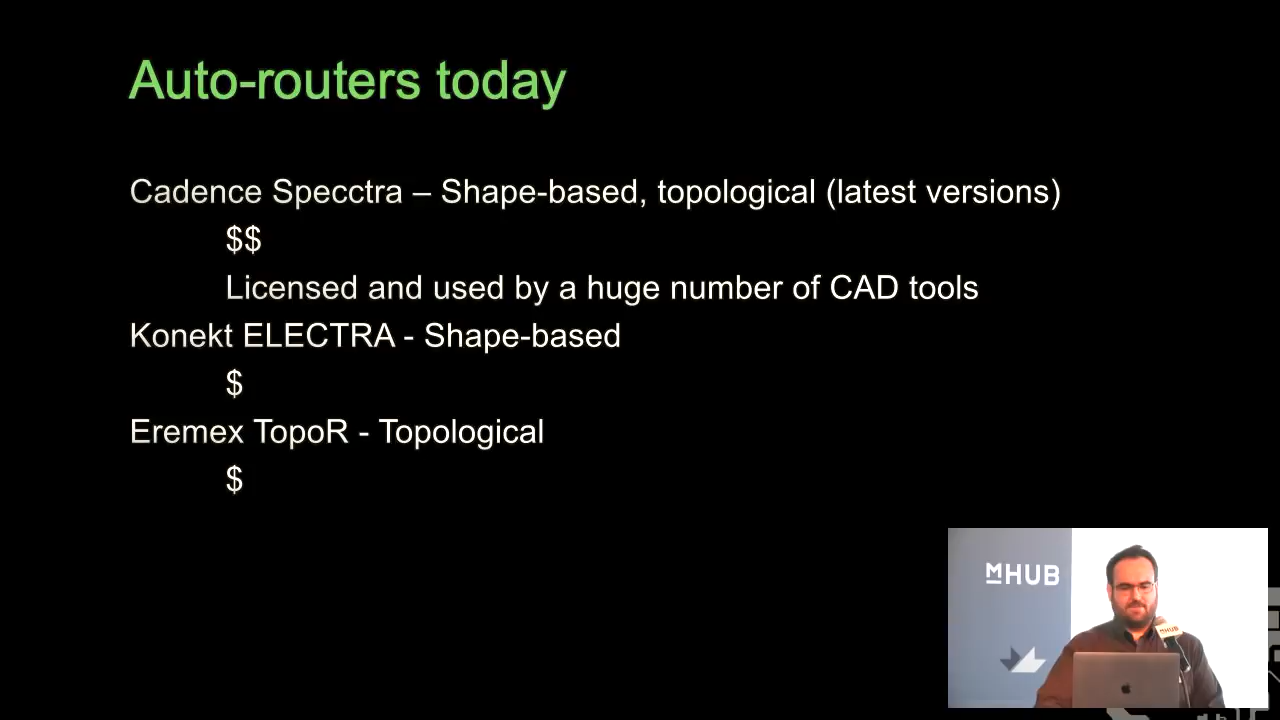 Auto-routers today
Cadence Specctra – Shape-based, topological (latest versions)
$$
Licensed and used by a huge number of CAD tools
Konekt ELECTRA - Shape-based
$
Eremex TopoR - Topological
$
MHUB
MHUB